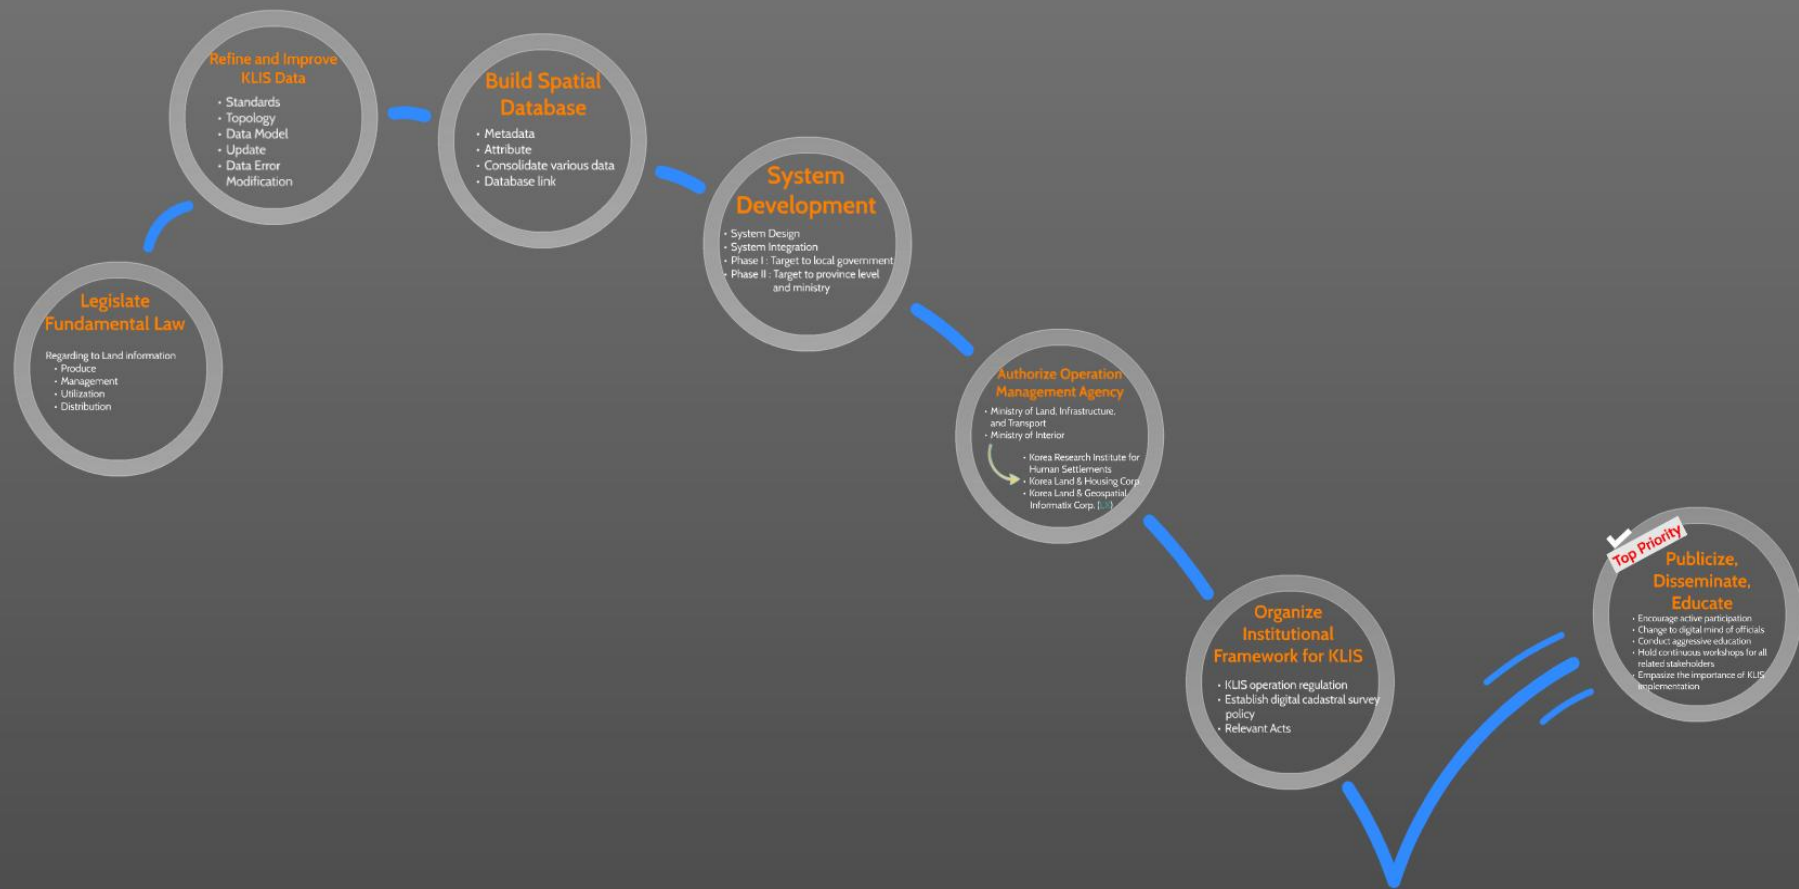 Legislate
Fundamental Law
Regarding to Land information
• Produce
• Management
• Utilization
• Distribution
Refine and Improve
KLIS Data
• Standards
• Topology
• Data Model
• Update
• Data Error
Modification
Build Spatial
Database
• Metadata
• Attribute
• Consolidate various data
• Database link
System
Development
• System Design
• System Integration
• Phase I : Target to local government
• Phase II : Target to province level
and ministry
Authorize Operation
Management Agency
• Ministry of Land, Infrastructure,
and Transport
• Ministry of Interior
• Korea Research Institute for
Human Settlements
• Korea Land & Housing Corp.
• Korea Land & Geospatial
Informatix Corp. (LX)
Organize
Institutional
Framework for KLIS
• KLIS operation regulation
• Establish digital cadastral survey
policy
• Relevant Acts
Top Priority
Publicize,
Disseminate,
Educate
• Encourage active participation
• Change to digital mind of officials
• Conduct aggressive education
• Hold continuous workshops for all
related stakeholders
• Empasize the importance of KLIS
implementation